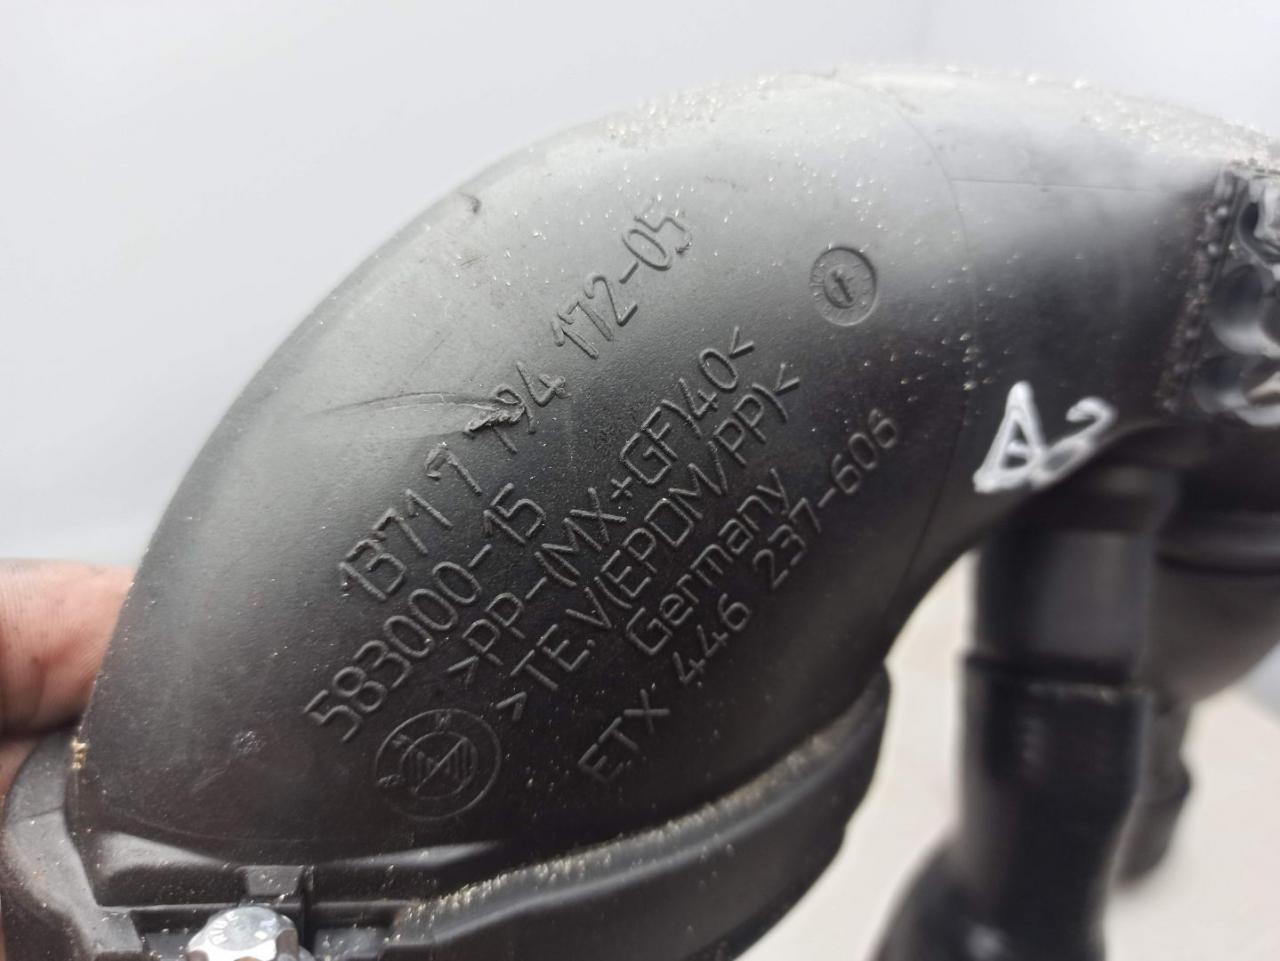 1371 7 794 172-05
583000-15
>PP-(MX+GF)40<
>TEV(EPDM/PP)<
Germany
ETX 446 237-606
A2